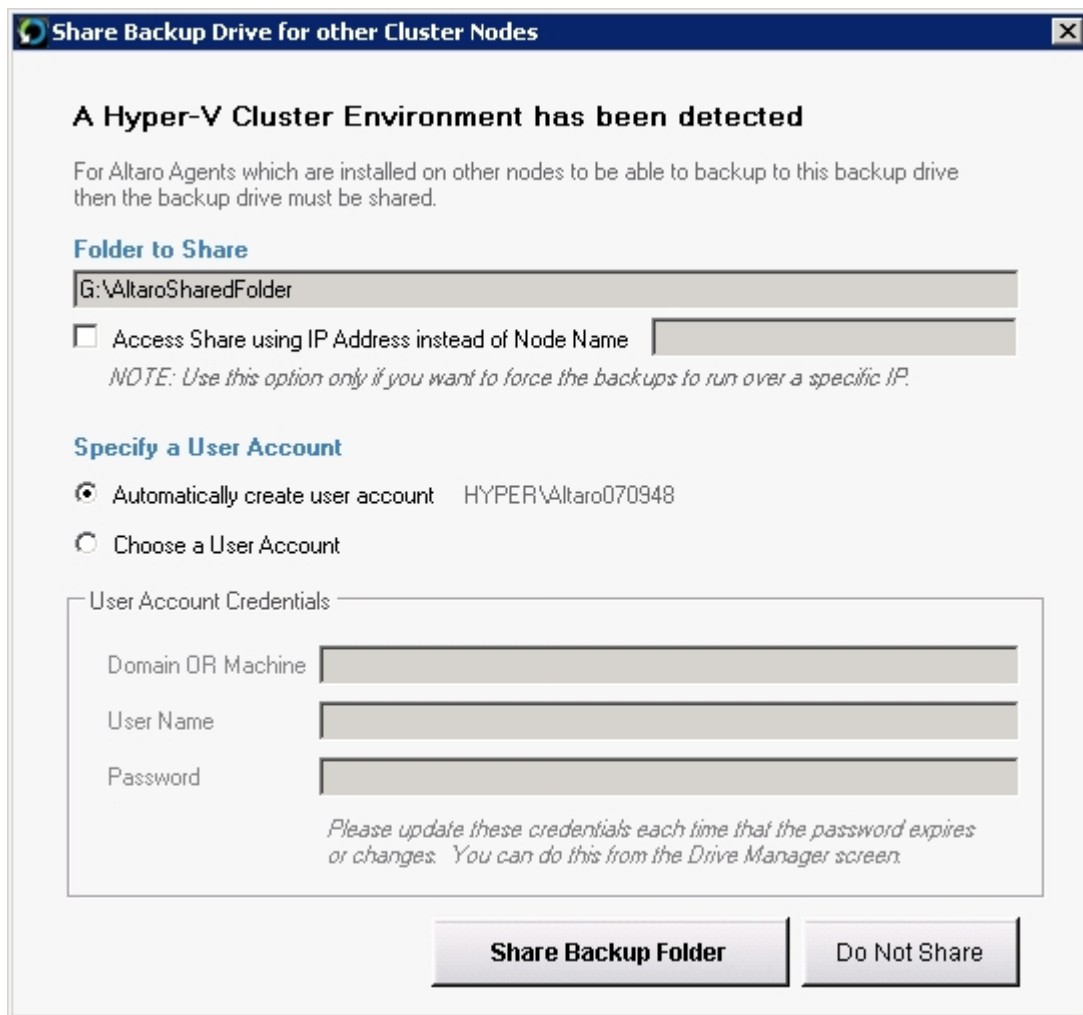 Share Backup Drive for other Cluster Nodes
A Hyper-V Cluster Environment has been detected
For Altaro Agents which are installed on other nodes to be able to backup to this backup drive
then the backup drive must be shared.
Folder to Share
G:\AltaroSharedFolder
Access Share using IP Address instead of Node Name
NOTE: Use this option only if you want to force the backups to run over a specific IP.
Specify a User Account
Automatically create user account HYPER\Altaro070948
Choose a User Account
User Account Credentials
Domain OR Machine
User Name
Password
Please update these credentials each time that the password expires
or changes. You can do this from the Drive Manager screen.
Share Backup Folder Do Not Share